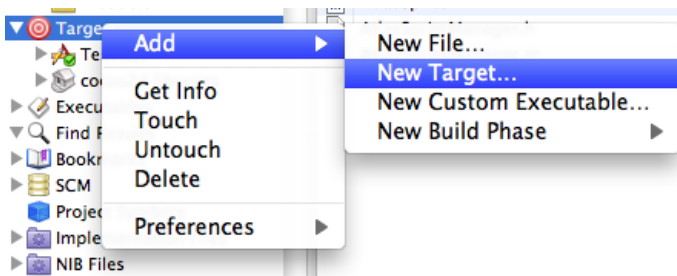 Targe
Te
co
Execu
Find R
Bookr
SCM
Projec
Imple
NIB Files
Add
Get Info
Touch
Untouch
Delete
Preferences
New File...
New Target...
New Custom Executable...
New Build Phase